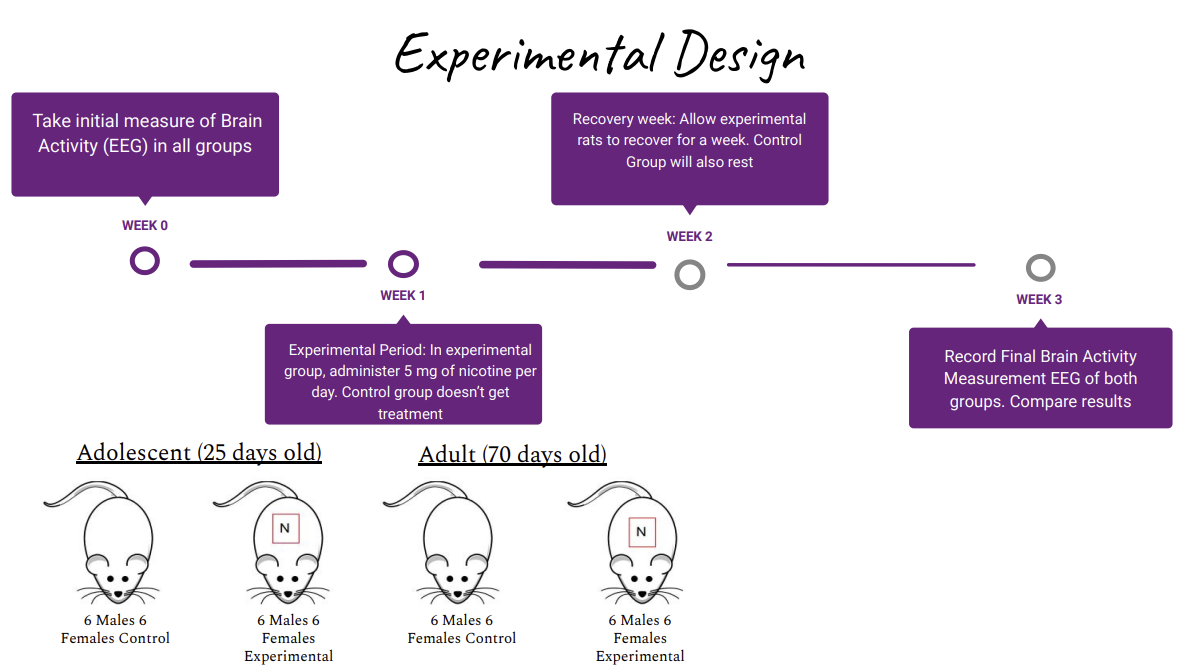 Experimental Design
Take initial measure of Brain
Activity (EEG) in all groups
WEEK 0
WEEK 1
Experimental Period: In experimental
group, administer 5 mg of nicotine per
day. Control group doesn’t get
treatment
Recovery week: Allow experimental
rats to recover for a week. Control
Group will also rest
WEEK 2
WEEK 3
Record Final Brain Activity
Measurement EEG of both
groups. Compare results
Adolescent (25 days old)
Adult (70 days old)
6 Males 6
Females Control
N
6 Males 6
Females
Experimental
6 Males 6
Females Control
N
6 Males 6
Females
Experimental